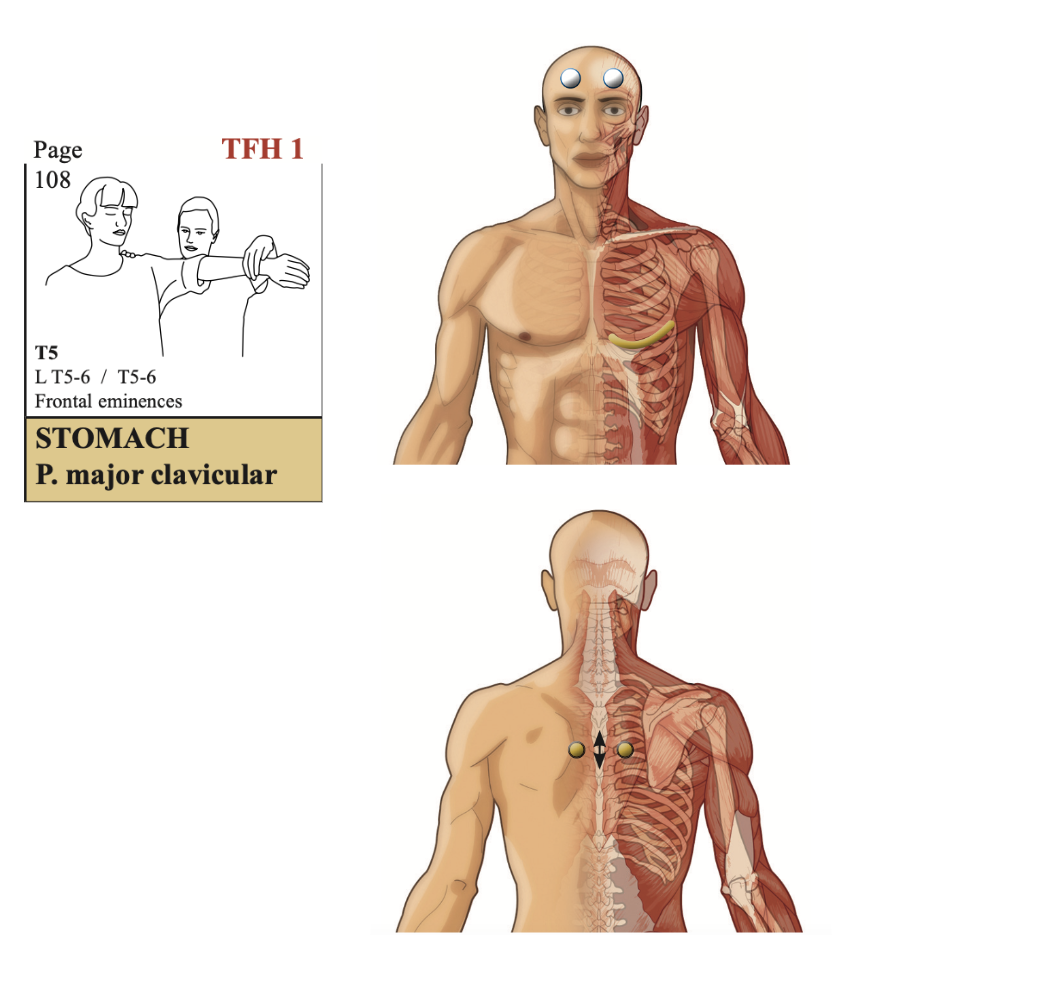 Page
TFH 1
108
T5
L T5-6 / T5-6
Frontal eminences
STOMACH
P. major clavicular